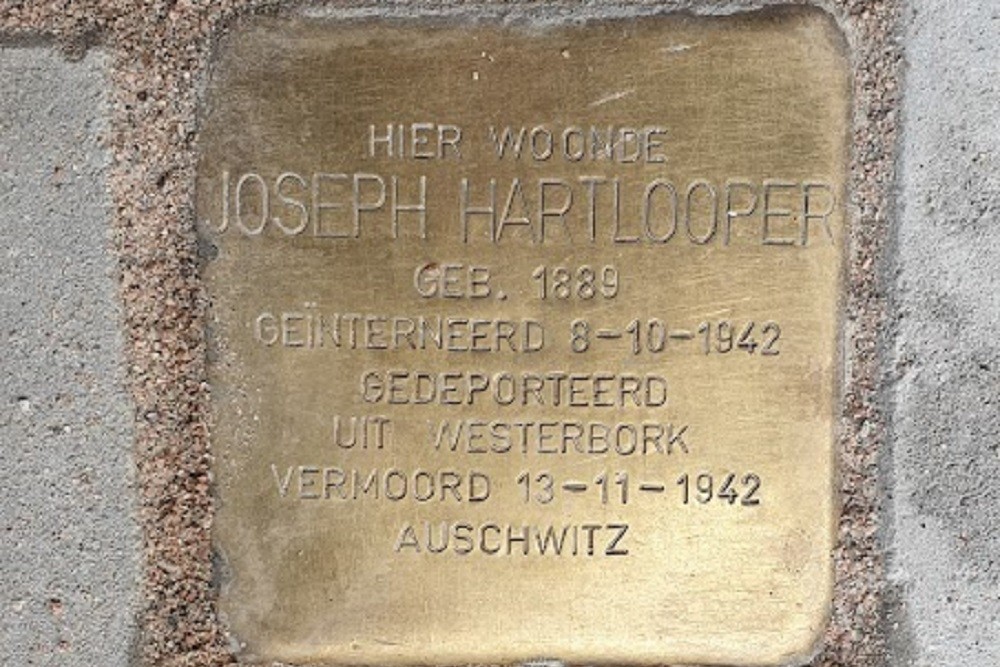 HIER WOONDE
JOSEPH HARTLOOPER
GEB. 1889
GEÏNTERNEERD 8-10-1942
GEDEPORTEERD
UIT WESTERBORK
VERMOORD 13-11-1942
AUSCHWITZ